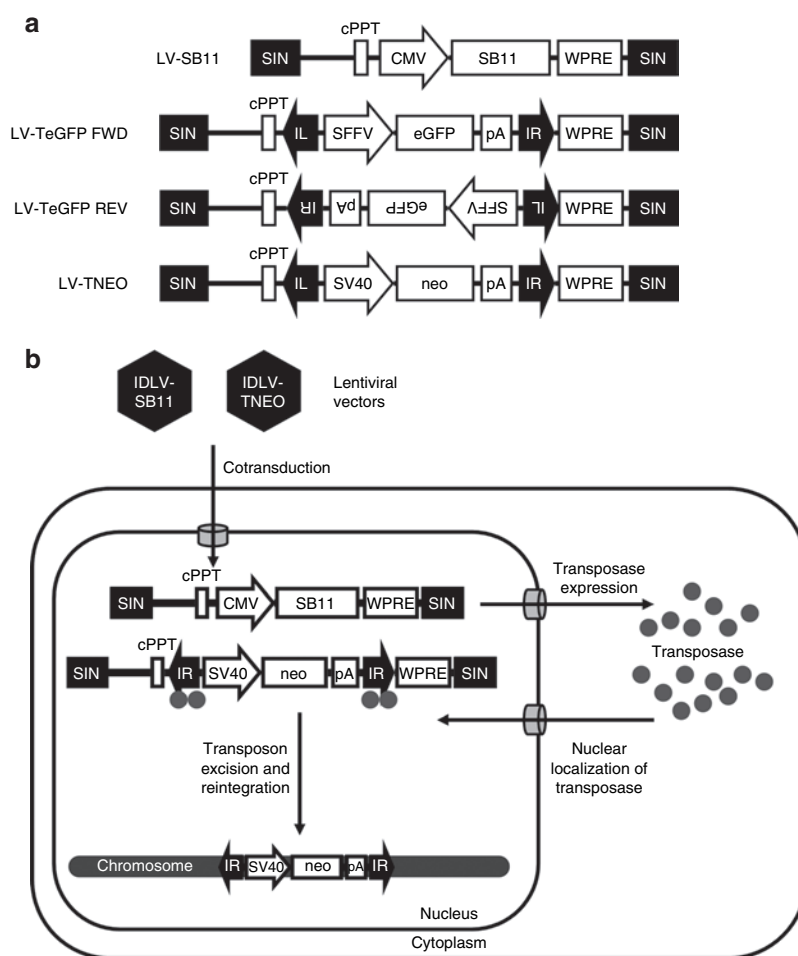 a
cPPT
LV-SB11 SIN CMV SB11 WPRE SIN
cPPT
LV-TeGFP FWD SIN IL SFFV eGFP pA IR WPRE SIN
cPPT
LV-TeGFP REV SIN IR pA eGFP SFFV IL WPRE SIN
cPPT
LV-TNEO SIN IL SV40 neo pA IR WPRE SIN
b
IDLV-
SB11
IDLV-
TNEO
Lentiviral
vectors
Cotransduction
cPPT
SIN CMV SB11 WPRE SIN
Transposase
expression
cPPT
SIN IR SV40 neo pA IR WPRE SIN
Transposase
Transposon
excision and
reintegration
Nuclear
localization of
transposase
Chromosome IR SV40 neo pA IR
Nucleus
Cytoplasm